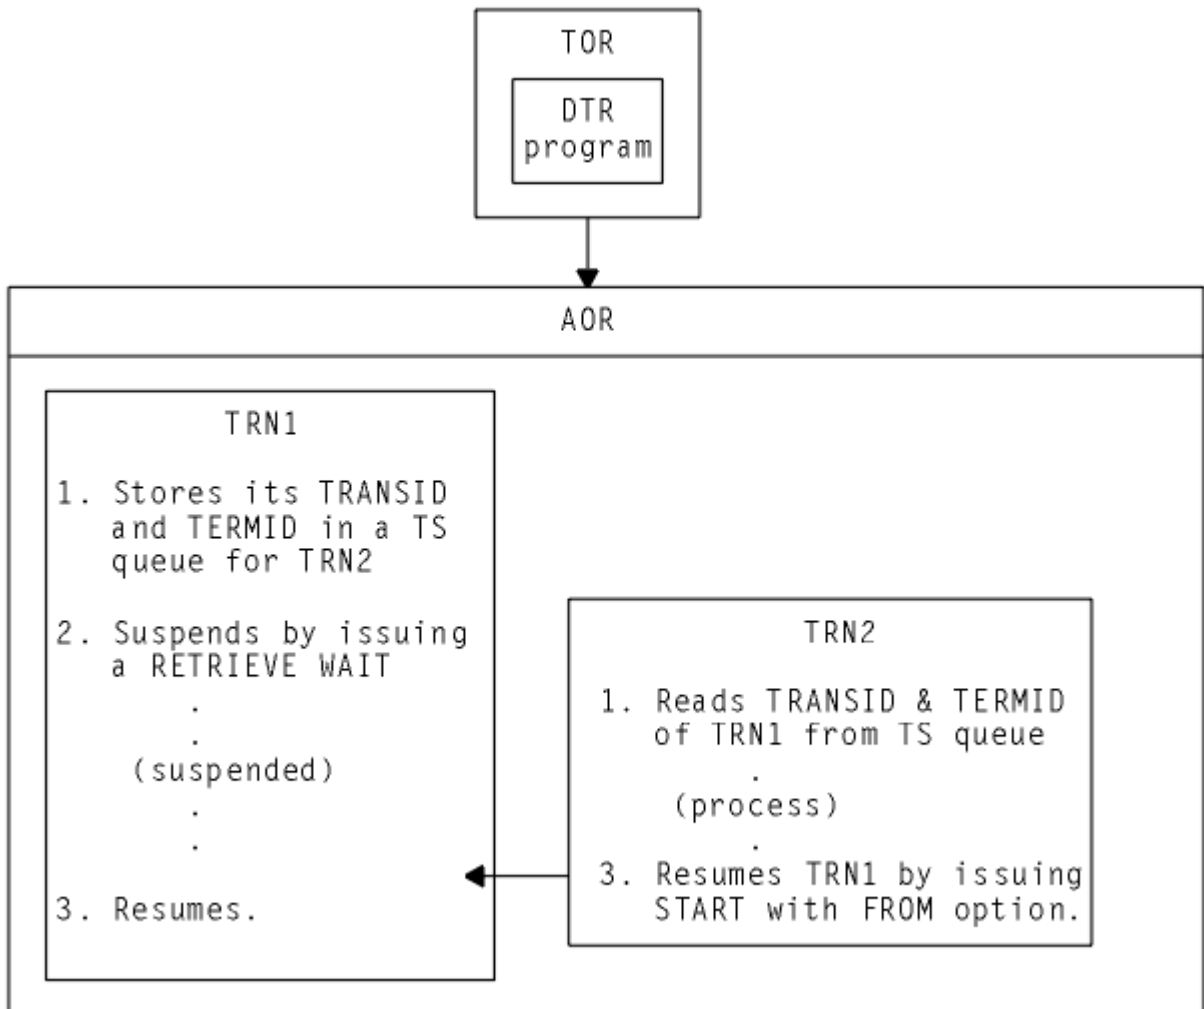 TOR
DTR
program
AOR
TRN1
1. Stores its TRANSID
and TERMID in a TS
queue for TRN2
2. Suspends by issuing
a RETRIEVE WAIT
.
.
(suspended)
.
.
3. Resumes.
TRN2
1. Reads TRANSID & TERMID
of TRN1 from TS queue
.
(process)
.
3. Resumes TRN1 by issuing
START with FROM option.